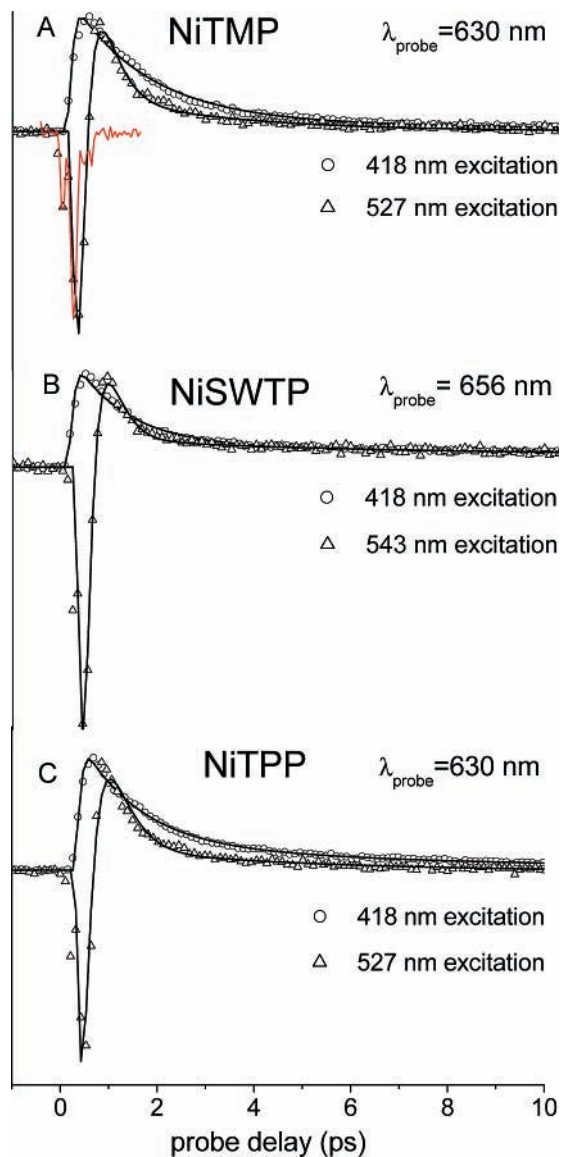 A NiTMP λprobe=630 nm
○ 418 nm excitation
△ 527 nm excitation
B NiSWTP λprobe= 656 nm
○ 418 nm excitation
△ 543 nm excitation
C NiTPP λprobe=630 nm
○ 418 nm excitation
△ 527 nm excitation
0 2 4 6 8 10
probe delay (ps)